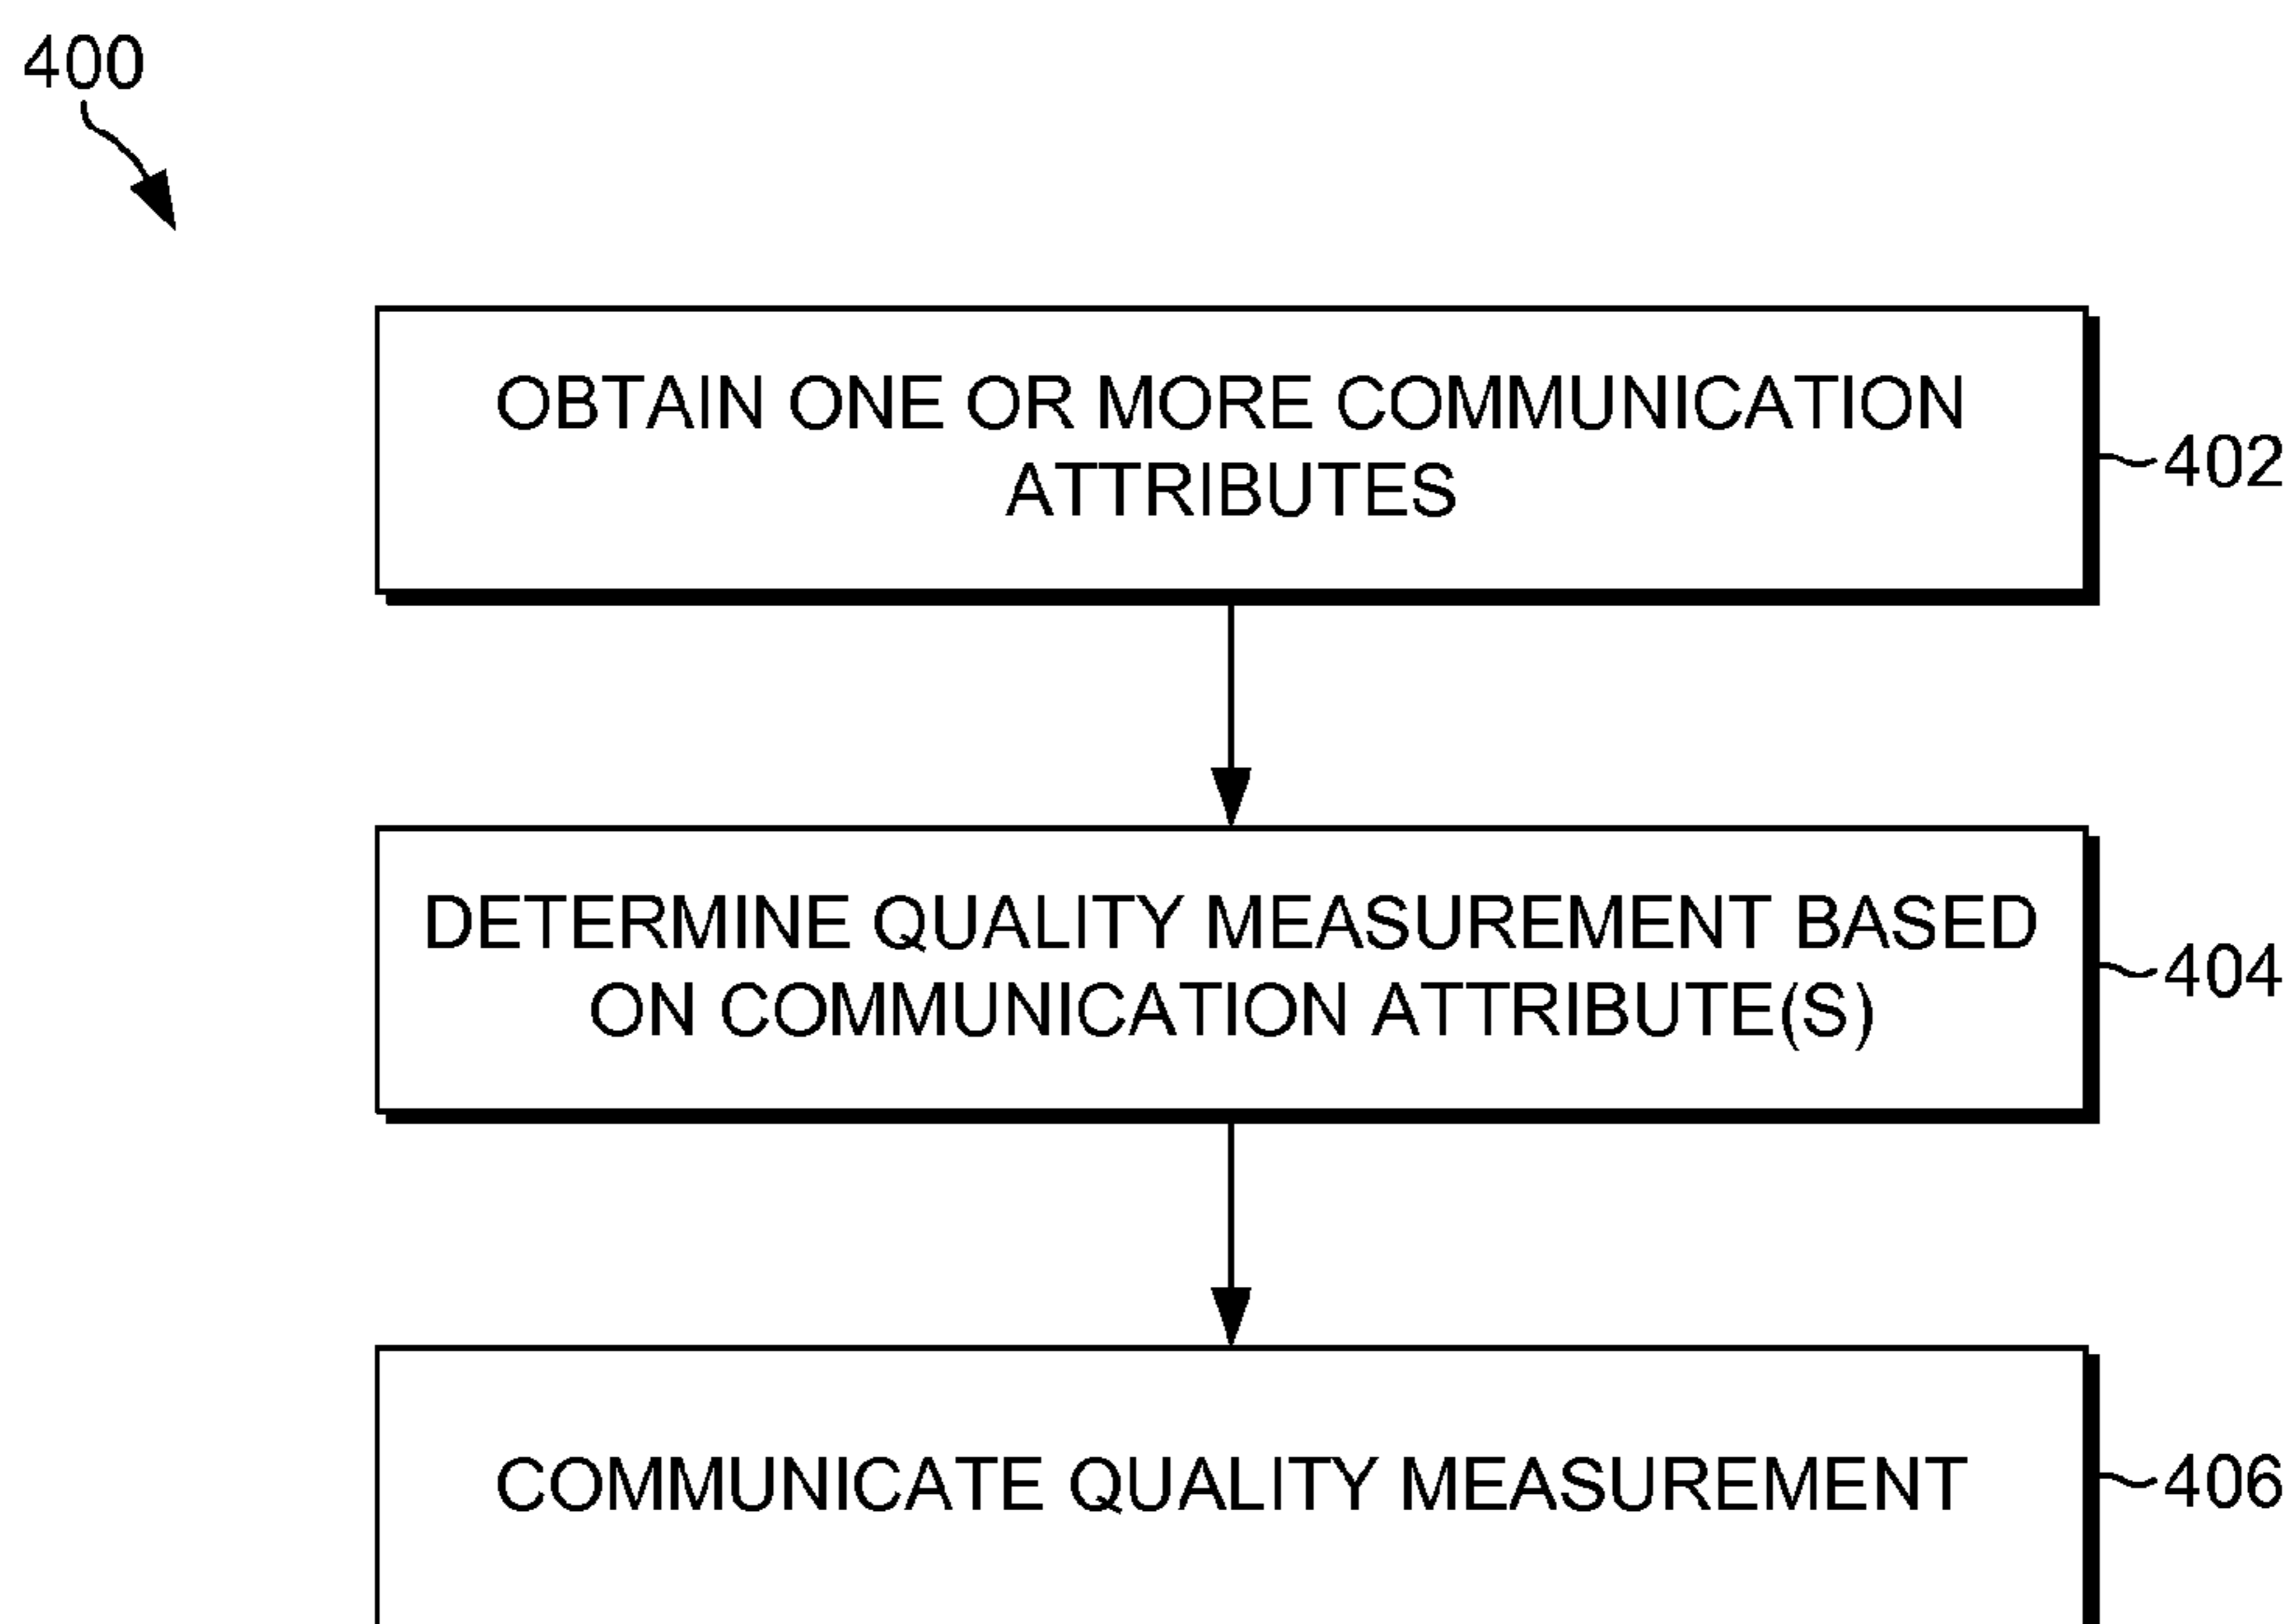 400
OBTAIN ONE OR MORE COMMUNICATION
ATTRIBUTES
402
DETERMINE QUALITY MEASUREMENT BASED
ON COMMUNICATION ATTRIBUTE(S)
404
COMMUNICATE QUALITY MEASUREMENT
406